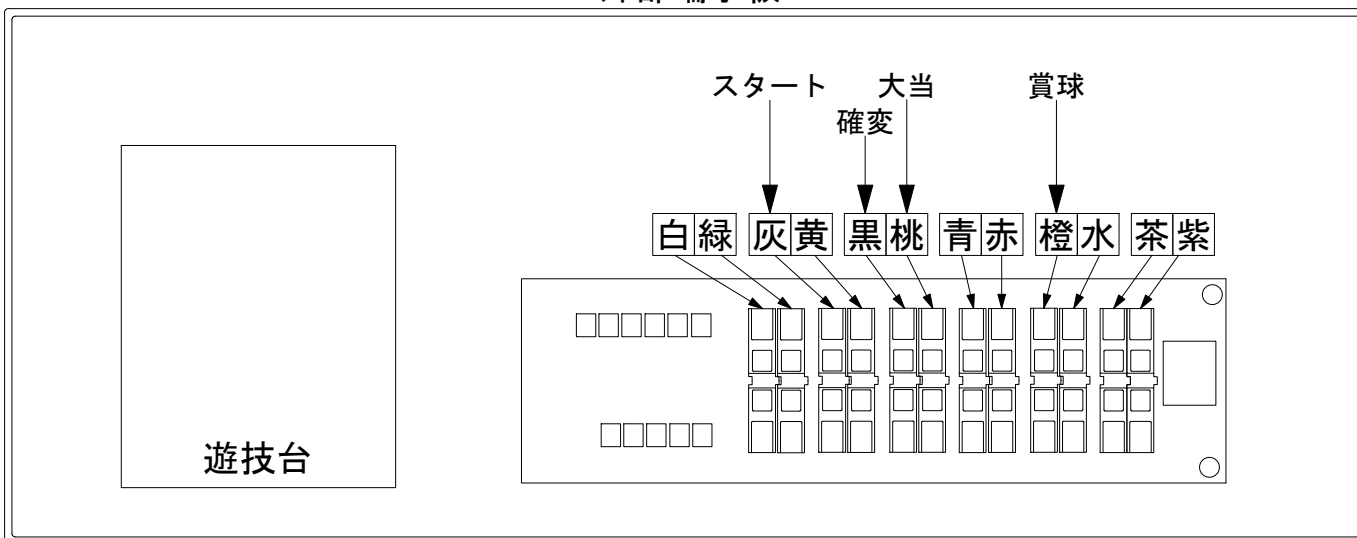 スタート 大当 賞球
確変
白緑 灰黄 黒桃 青赤 橙水 茶紫
遊技台